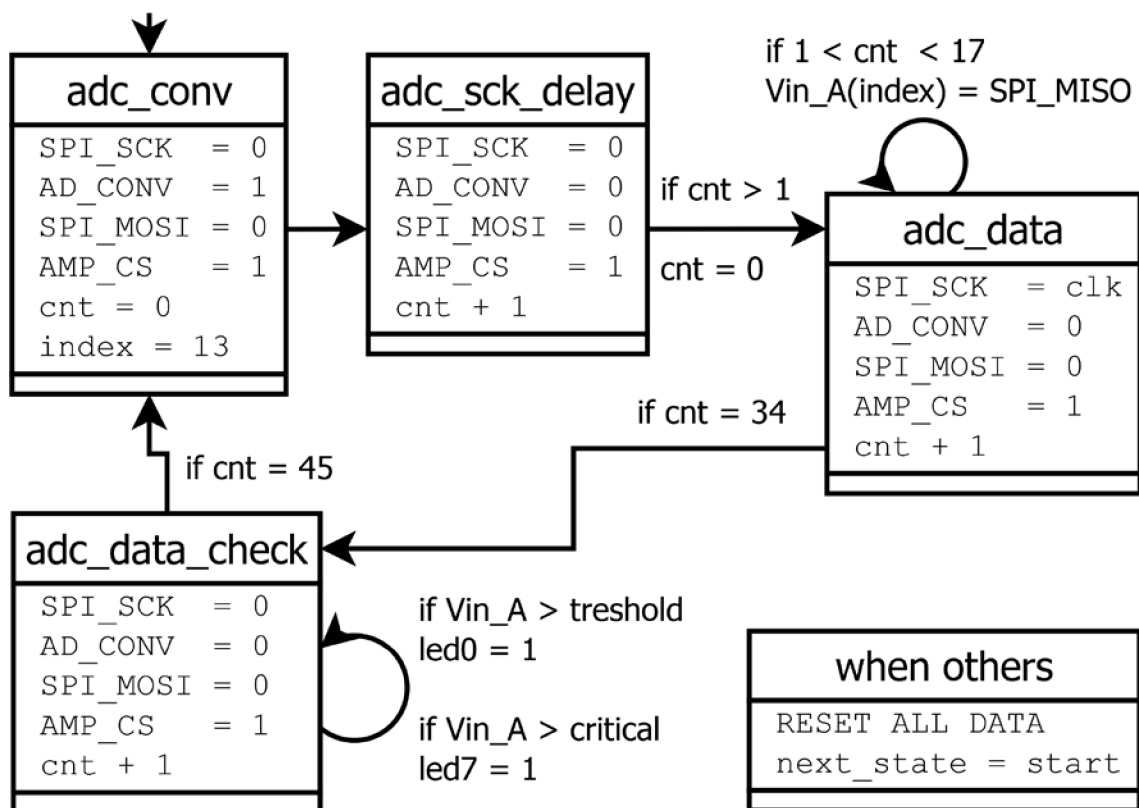 adc_conv
SPI_SCK = 0
AD_CONV = 1
SPI_MOSI = 0
AMP_CS = 1
cnt = 0
index = 13
adc_sck_delay
SPI_SCK = 0
AD_CONV = 0
SPI_MOSI = 0
AMP_CS = 1
cnt + 1
if cnt > 1
cnt = 0
if 1 < cnt < 17
Vin_A(index) = SPI_MISO
adc_data
SPI_SCK = clk
AD_CONV = 0
SPI_MOSI = 0
AMP_CS = 1
cnt + 1
if cnt = 34
if cnt = 45
adc_data_check
SPI_SCK = 0
AD_CONV = 0
SPI_MOSI = 0
AMP_CS = 1
cnt + 1
if Vin_A > treshold
led0 = 1
if Vin_A > critical
led7 = 1
when others
RESET ALL DATA
next_state = start